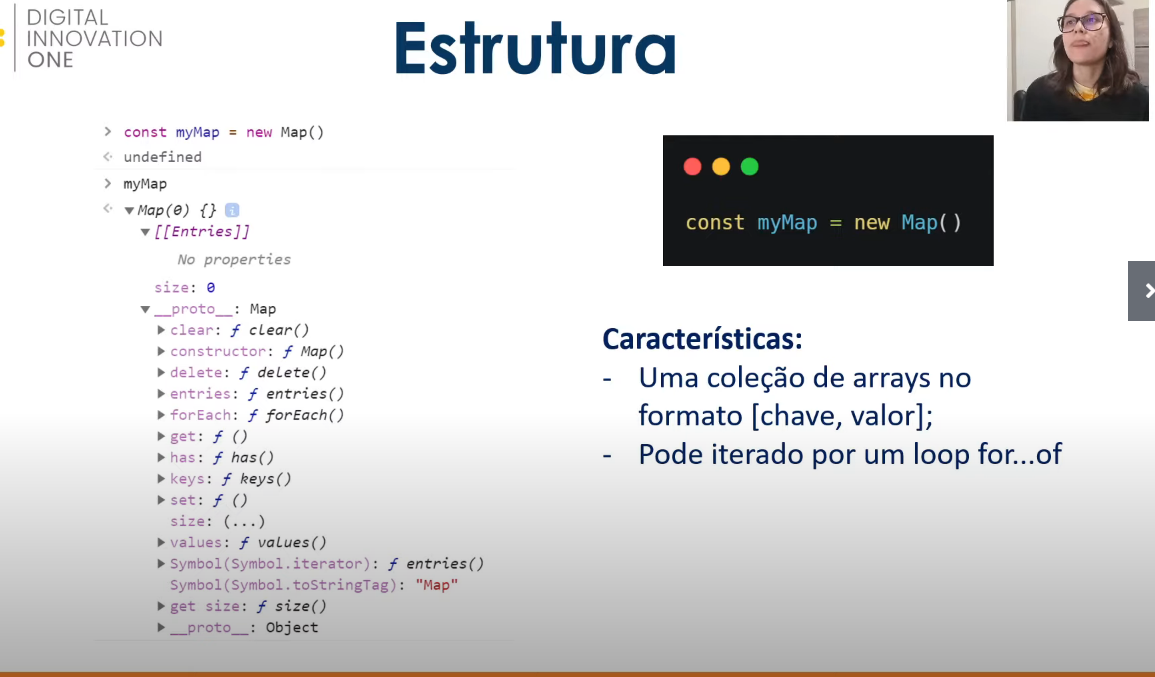 DIGITAL
INNOVATION
ONE
Estrutura
> const myMap = new Map()
<· undefined
> myMap
<· ▼Map(0) {} i
▼[[Entries]]
No properties
size: 0
▼__proto__: Map
▶clear: ƒ clear()
▶constructor: ƒ Map()
▶delete: ƒ delete()
▶entries: ƒ entries()
▶forEach: ƒ forEach()
▶get: ƒ ()
▶has: ƒ has()
▶keys: ƒ keys()
▶set: ƒ ()
size: (...)
▶values: ƒ values()
▶Symbol(Symbol.iterator): ƒ entries()
Symbol(Symbol.toStringTag): "Map"
▶get size: ƒ size()
▶__proto__: Object
const myMap = new Map()
Características:
- Uma coleção de arrays no
formato [chave, valor];
- Pode iterado por um loop for...of